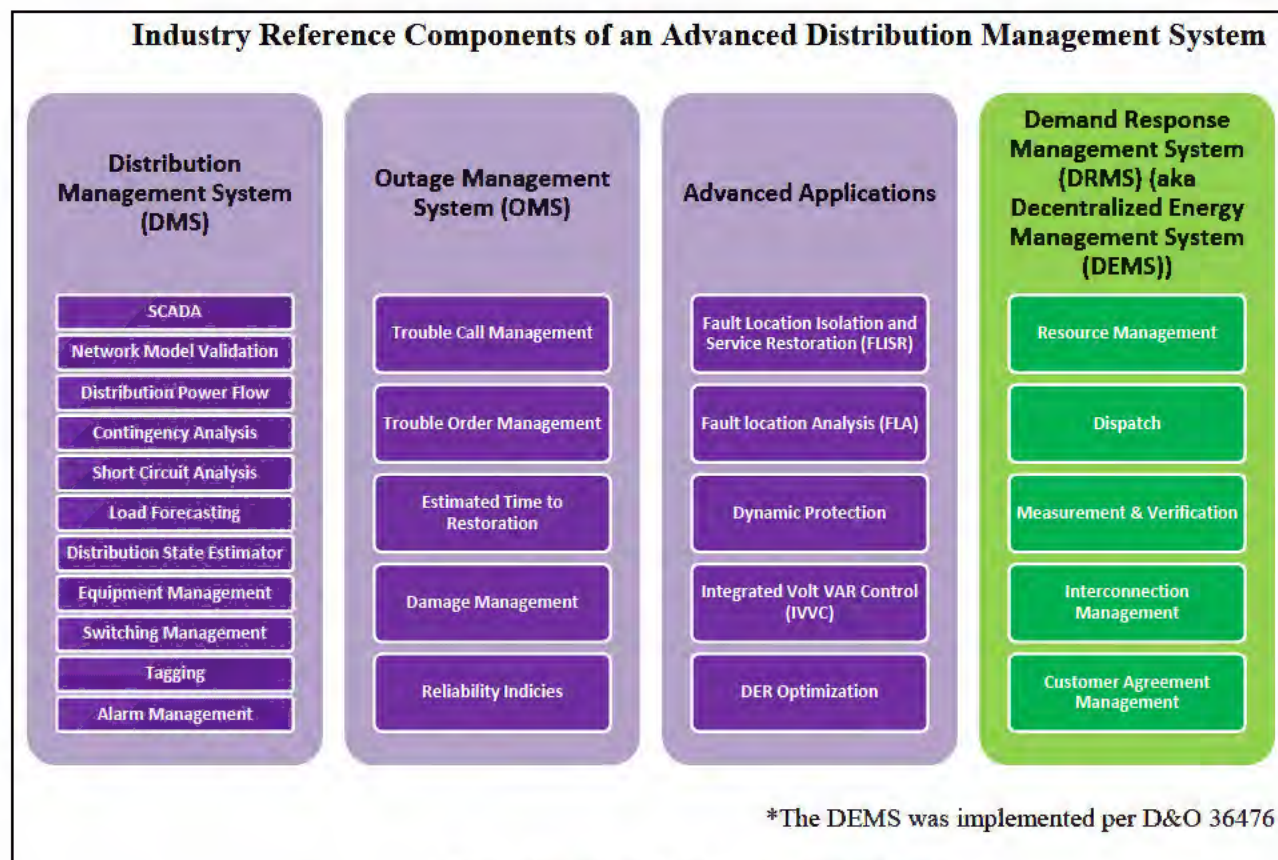 Industry Reference Components of an Advanced Distribution Management System
Distribution
Management System
(DMS)
SCADA
Network Model Validation
Distribution Power Flow
Contingency Analysis
Short Circuit Analysis
Load Forecasting
Distribution State Estimator
Equipment Management
Switching Management
Tagging
Alarm Management
Outage Management
System (OMS)
Trouble Call Management
Trouble Order Management
Estimated Time to
Restoration
Damage Management
Reliability Indicies
Advanced Applications
Fault Location Isolation and
Service Restoration (FLISR)
Fault location Analysis (FLA)
Dynamic Protection
Integrated Volt VAR Control
(IVVC)
DER Optimization
Demand Response
Management System
(DRMS) (aka
Decentralized Energy
Management System
(DEMS))
Resource Management
Dispatch
Measurement & Verification
Interconnection
Management
Customer Agreement
Management
*The DEMS was implemented per D&O 36476